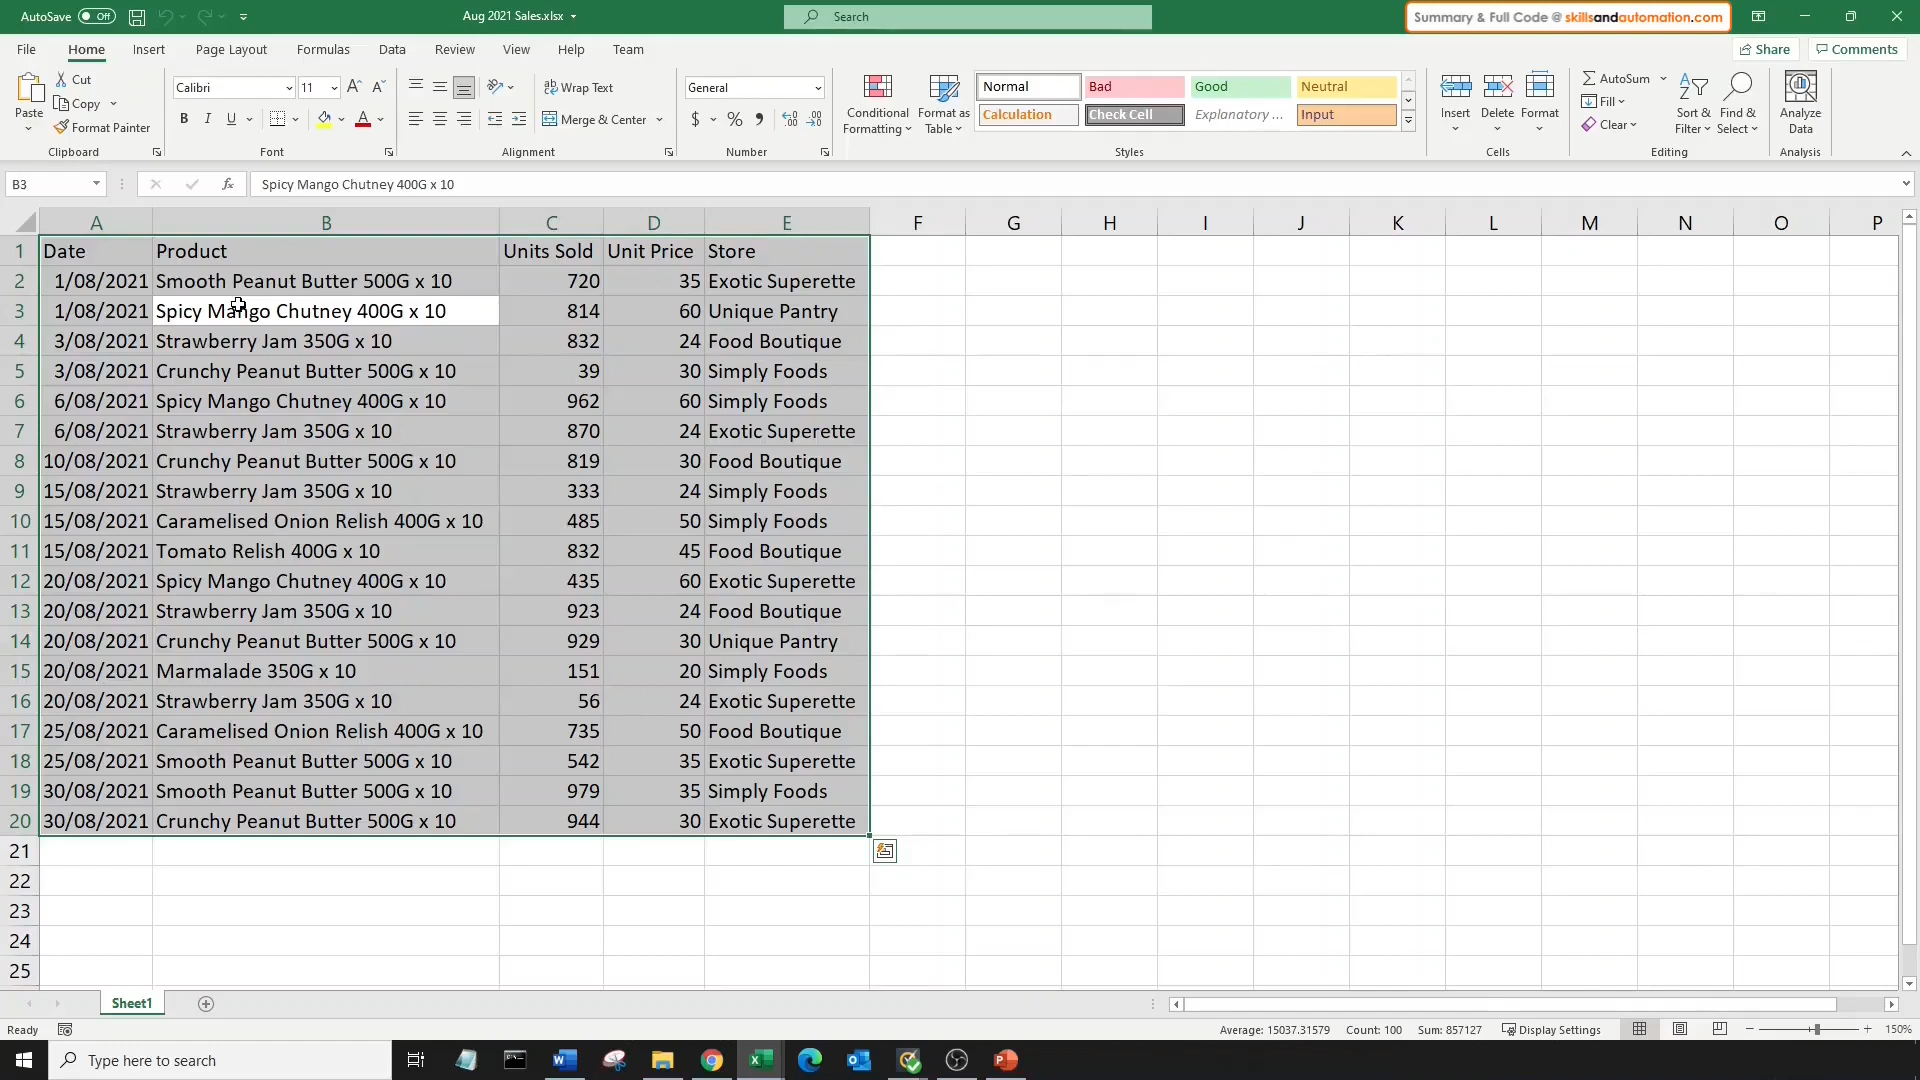 AutoSave Off
Aug 2021 Sales.xlsx
Search
Summary & Full Code @ skillsandautomation.com
File Home Insert Page Layout Formulas Data Review View Help Team
Share Comments
Paste
Cut
Copy
Format Painter
Clipboard
Calibri 11
B I U
Font
Wrap Text
Merge & Center
Alignment
General
$ %
Number
Conditional Formatting
Format as Table
Normal Bad Good Neutral
Calculation Check Cell Explanatory ... Input
Styles
Insert Delete Format
Cells
AutoSum
Fill
Clear
Sort & Filter
Find & Select
Editing
Analyze Data
Analysis
B3 fx Spicy Mango Chutney 400G x 10
A B C D E F G H I J K L M N O P
1 Date Product Units Sold Unit Price Store
2 1/08/2021 Smooth Peanut Butter 500G x 10 720 35 Exotic Superette
3 1/08/2021 Spicy Mango Chutney 400G x 10 814 60 Unique Pantry
4 3/08/2021 Strawberry Jam 350G x 10 832 24 Food Boutique
5 3/08/2021 Crunchy Peanut Butter 500G x 10 39 30 Simply Foods
6 6/08/2021 Spicy Mango Chutney 400G x 10 962 60 Simply Foods
7 6/08/2021 Strawberry Jam 350G x 10 870 24 Exotic Superette
8 10/08/2021 Crunchy Peanut Butter 500G x 10 819 30 Food Boutique
9 15/08/2021 Strawberry Jam 350G x 10 333 24 Simply Foods
10 15/08/2021 Caramelised Onion Relish 400G x 10 485 50 Simply Foods
11 15/08/2021 Tomato Relish 400G x 10 832 45 Food Boutique
12 20/08/2021 Spicy Mango Chutney 400G x 10 435 60 Exotic Superette
13 20/08/2021 Strawberry Jam 350G x 10 923 24 Food Boutique
14 20/08/2021 Crunchy Peanut Butter 500G x 10 929 30 Unique Pantry
15 20/08/2021 Marmalade 350G x 10 151 20 Simply Foods
16 20/08/2021 Strawberry Jam 350G x 10 56 24 Exotic Superette
17 25/08/2021 Caramelised Onion Relish 400G x 10 735 50 Food Boutique
18 25/08/2021 Smooth Peanut Butter 500G x 10 542 35 Exotic Superette
19 30/08/2021 Smooth Peanut Butter 500G x 10 979 35 Simply Foods
20 30/08/2021 Crunchy Peanut Butter 500G x 10 944 30 Exotic Superette
21
22
23
24
25
Sheet1
Ready
Average: 15037.31579 Count: 100 Sum: 857127 Display Settings 150%
Type here to search